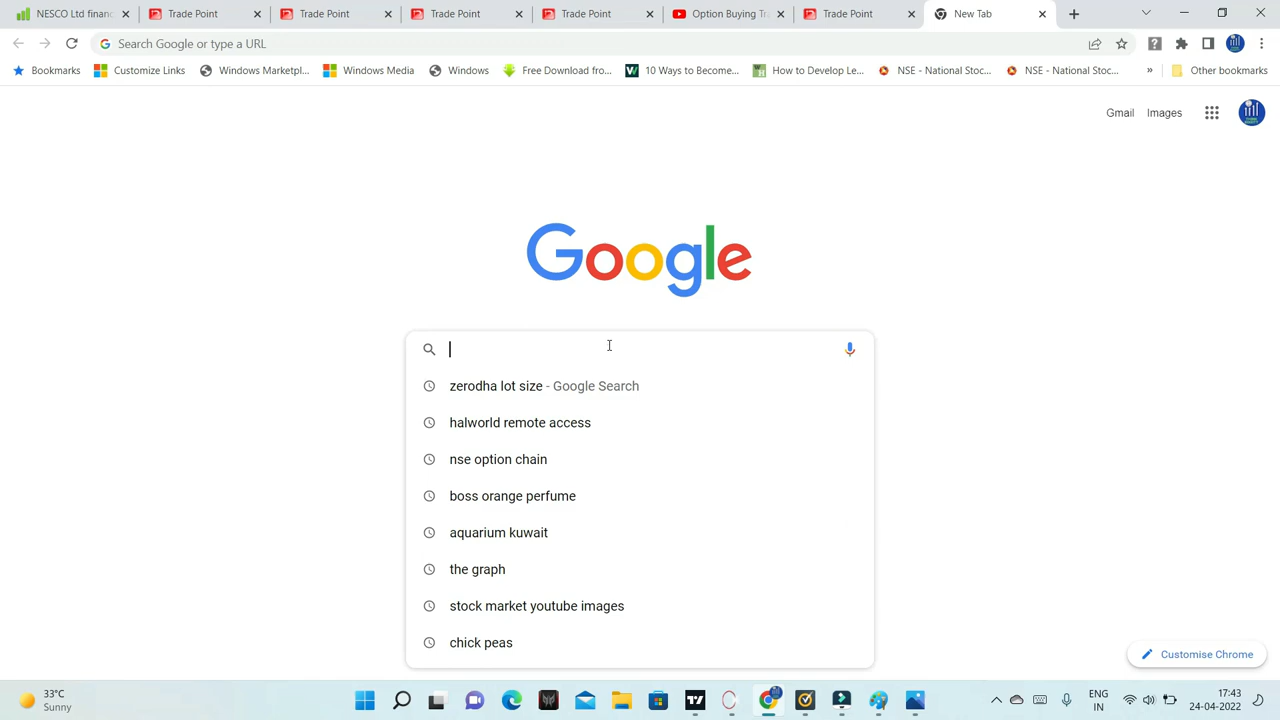 NESCO Ltd financ
Trade Point
Trade Point
Trade Point
Trade Point
Option Buying Tra
Trade Point
New Tab
Search Google or type a URL
Bookmarks
Customize Links
Windows Marketpl...
Windows Media
Windows
Free Download fro...
10 Ways to Become...
How to Develop Le...
NSE - National Stoc...
NSE - National Stoc...
»
Other bookmarks
Gmail
Images
Google
zerodha lot size - Google Search
halworld remote access
nse option chain
boss orange perfume
aquarium kuwait
the graph
stock market youtube images
chick peas
Customise Chrome
33°C
Sunny
ENG
IN
17:43
24-04-2022